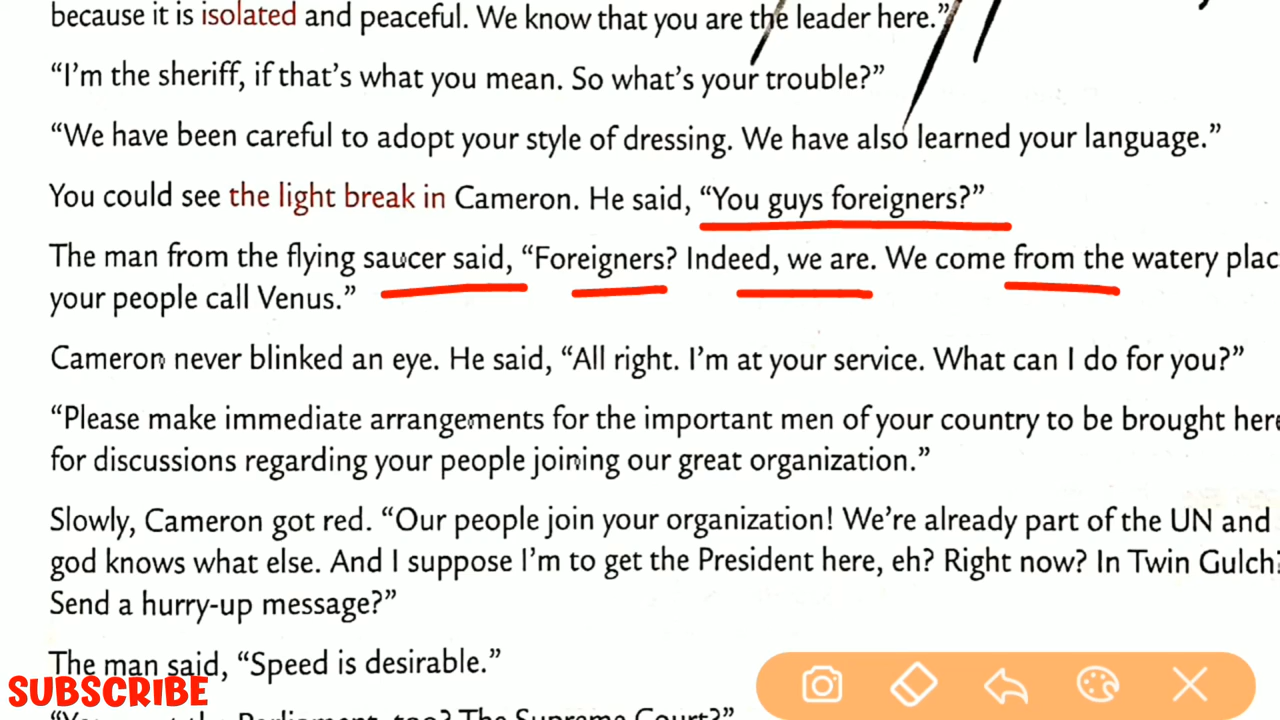 because it is isolated and peaceful. We know that you are the leader here.”
“I’m the sheriff, if that’s what you mean. So what’s your trouble?”
“We have been careful to adopt your style of dressing. We have also learned your language.”
You could see the light break in Cameron. He said, “You guys foreigners?”
The man from the flying saucer said, “Foreigners? Indeed, we are. We come from the watery plac
your people call Venus.”
Cameron never blinked an eye. He said, “All right. I’m at your service. What can I do for you?”
“Please make immediate arrangements for the important men of your country to be brought here
for discussions regarding your people joining our great organization.”
Slowly, Cameron got red. “Our people join your organization! We’re already part of the UN and
god knows what else. And I suppose I’m to get the President here, eh? Right now? In Twin Gulch?
Send a hurry-up message?”
The man said, “Speed is desirable.”
SUBSCRIBE
Parliament, too? The Supreme Court?”